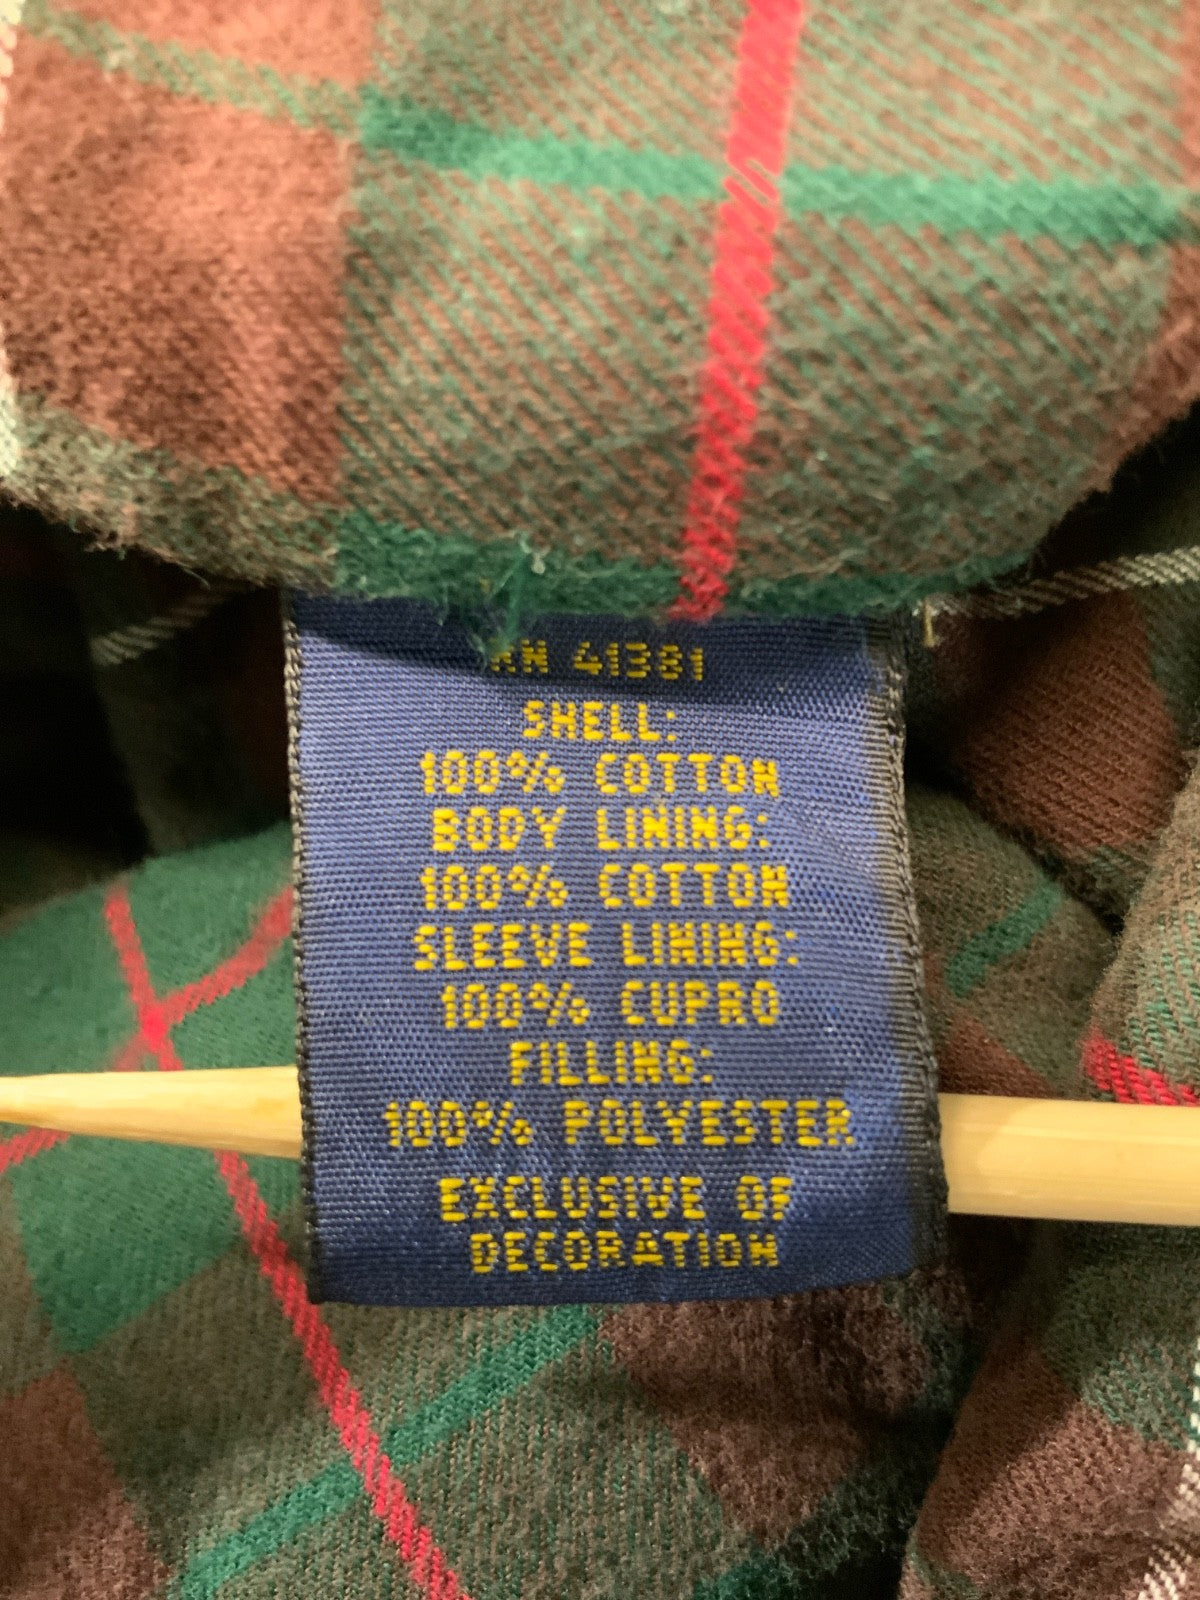 RN 41381
SHELL:
100% COTTON
BODY LINING:
100% COTTON
SLEEVE LINING:
100% CUPRO
FILLING:
100% POLYESTER
EXCLUSIVE OF
DECORATION